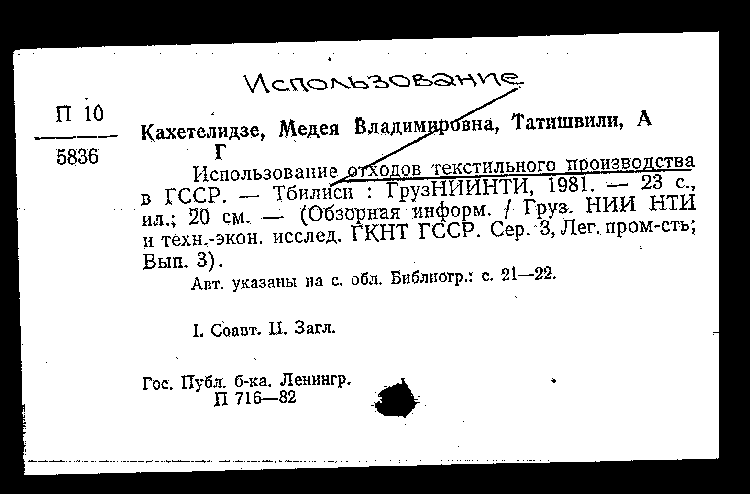 Использование
П 10
5836
Кахетелидзе, Медея Владимировна, Татишвили, А
Г
Использование отходов текстильного производства
в ГССР. — Тбилиси : ГрузНИИНТИ, 1981. — 23 с.,
ил.; 20 см. — (Обзорная информ. / Груз. НИИ НТИ
и техн.-экон. исслед. ГКНТ ГССР. Сер. 3, Лег. пром-сть;
Вып. 3).
Авт. указаны на с. обл. Библиогр.: с. 21—22.
I. Соавт. II. Загл.
Гос. Публ. б-ка. Ленингр.
П 716—82